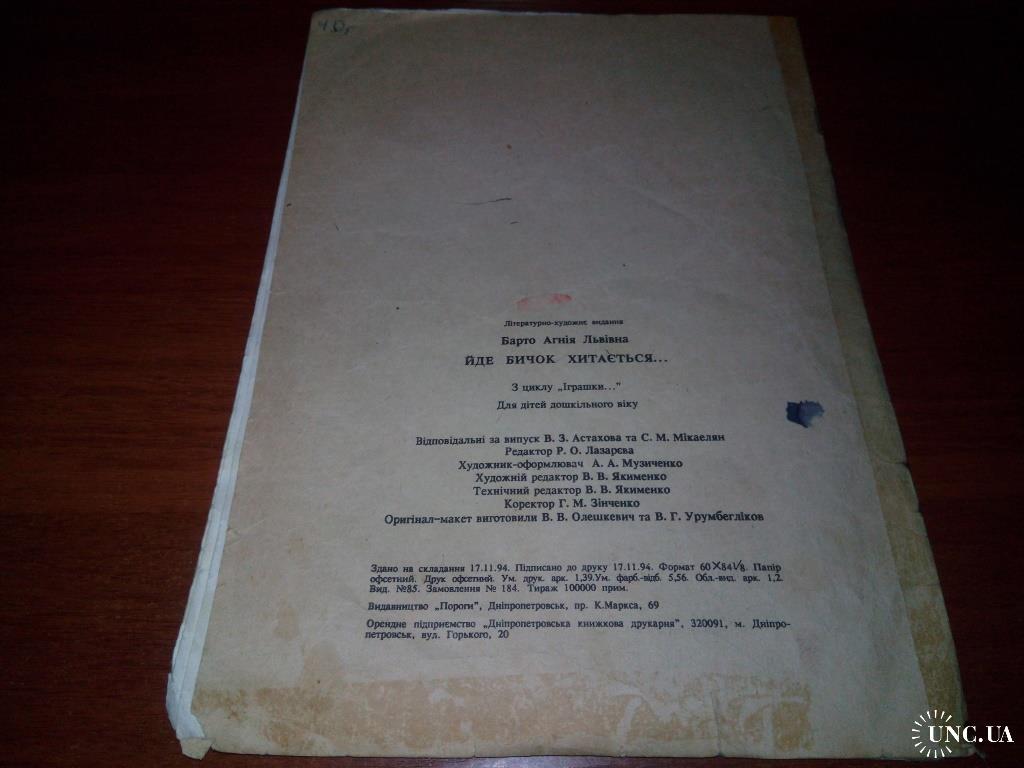 Літературно-художнє видання
Барто Агнія Львівна
ЙДЕ БИЧОК ХИТАЄТЬСЯ...
З циклу „Іграшки..."
Для дітей дошкільного віку
Відповідальні за випуск В. З. Астахова та С. М. Мікаелян
Редактор Р. О. Лазарєва
Художник-оформлювач А. А. Музиченко
Художній редактор В. В. Якименко
Технічний редактор В. В. Якименко
Коректор Г. М. Зінченко
Оригінал-макет виготовили В. В. Олешкевич та В. Г. Урумбегліков
Здано на складання 17.11.94. Підписано до друку 17.11.94. Формат 60×84 1/8. Папір
офсетний. Друк офсетний. Ум. друк. арк. 1,39.Ум. фарб.-відб. 5,56. Обл.-вид. арк. 1,2.
Вид. №85. Замовлення № 184. Тираж 100000 прим.
Видавництво „Пороги", Дніпропетровськ, пр. К.Маркса, 69
Орендне підприємство „Дніпропетровська книжкова друкарня", 320091, м. Дніпро-
петровськ, вул. Горького, 20
UNC.UA